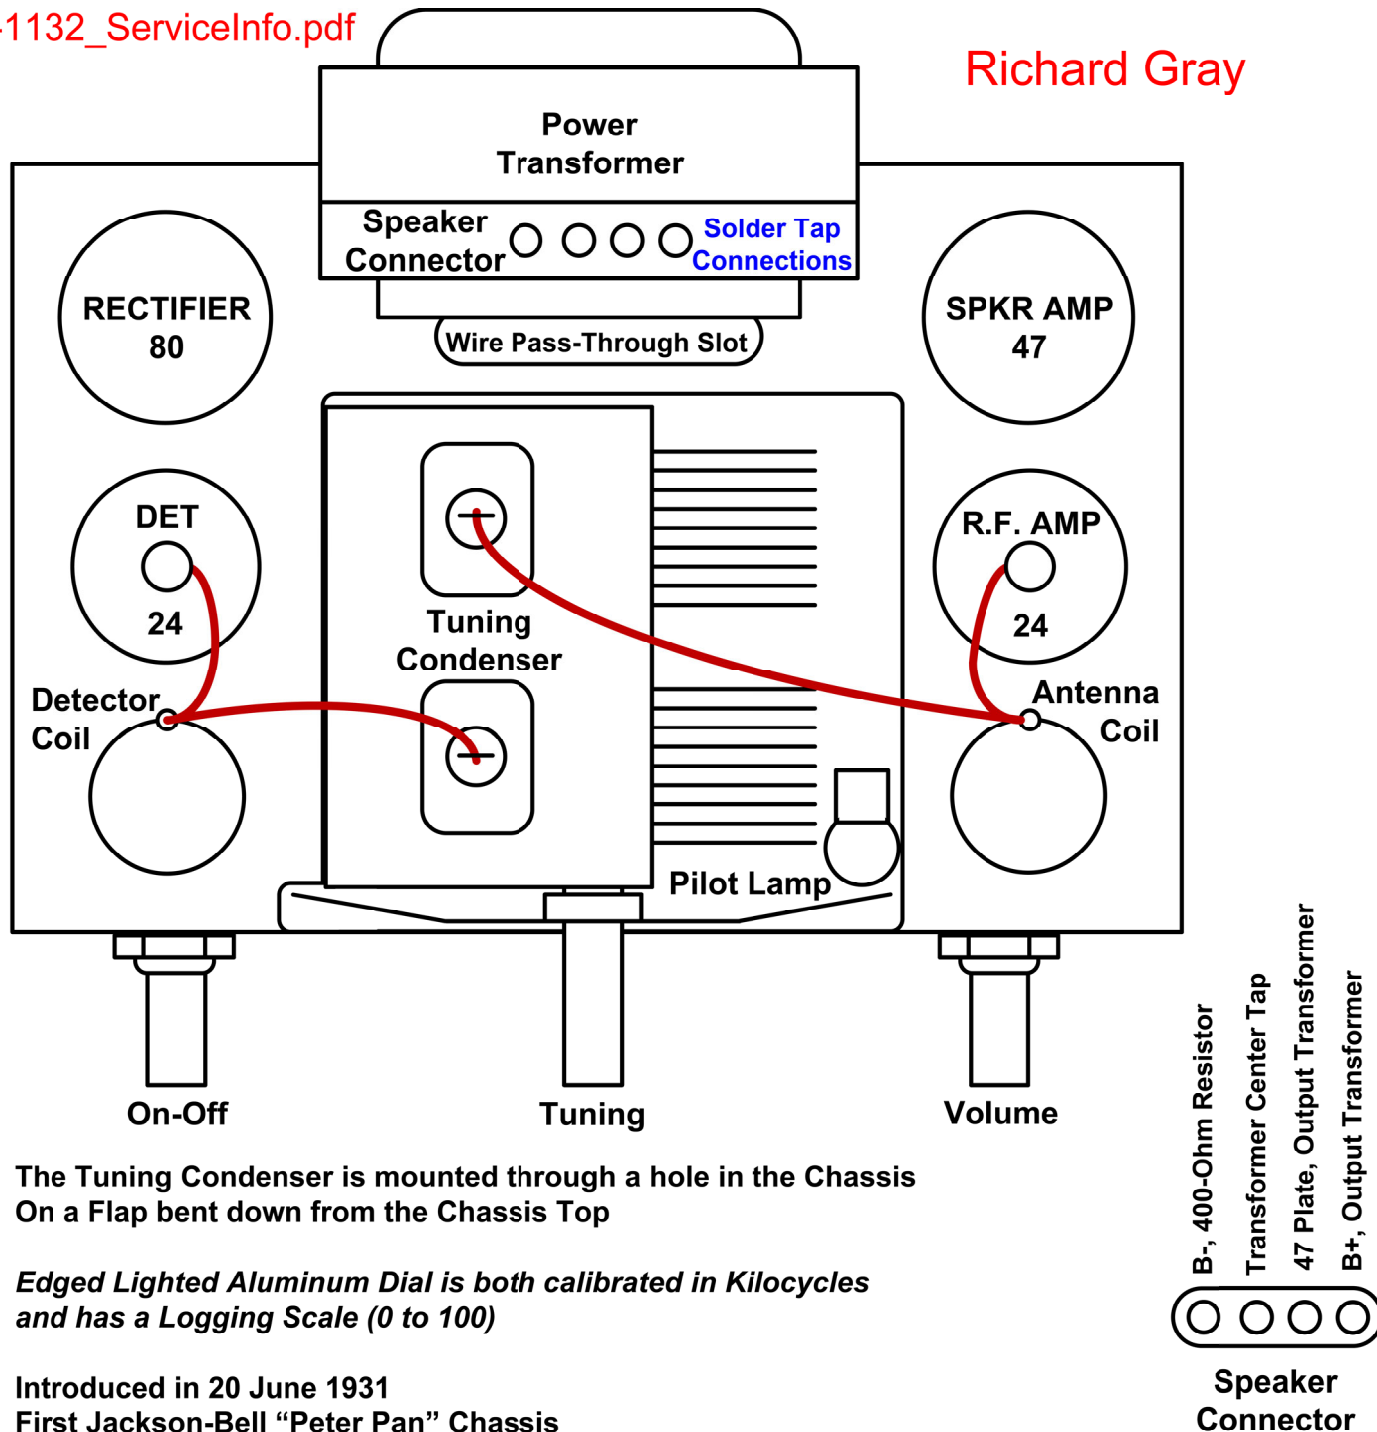 -1132_ServiceInfo.pdf
Richard Gray
Power
Transformer
Speaker
Connector
Solder Tap
Connections
RECTIFIER
80
SPKR AMP
47
Wire Pass-Through Slot
DET
24
R.F. AMP
24
Tuning
Condenser
Detector
Coil
Antenna
Coil
Pilot Lamp
On-Off
Tuning
Volume
B-, 400-Ohm Resistor
Transformer Center Tap
47 Plate, Output Transformer
B+, Output Transformer
Speaker
Connector
The Tuning Condenser is mounted through a hole in the Chassis
On a Flap bent down from the Chassis Top
Edged Lighted Aluminum Dial is both calibrated in Kilocycles
and has a Logging Scale (0 to 100)
Introduced in 20 June 1931
First Jackson-Bell “Peter Pan” Chassis